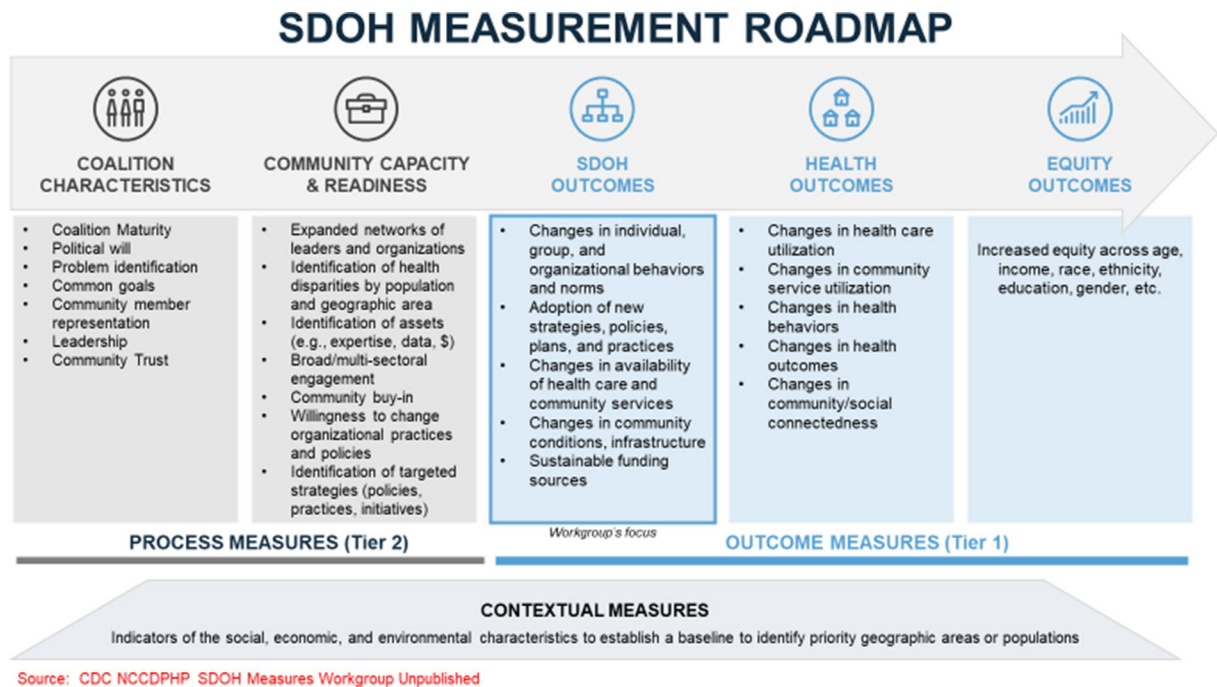 SDOH MEASUREMENT ROADMAP
COALITION
CHARACTERISTICS
COMMUNITY CAPACITY
& READINESS
SDOH
OUTCOMES
HEALTH
OUTCOMES
EQUITY
OUTCOMES
• Coalition Maturity
• Political will
• Problem identification
• Common goals
• Community member
representation
• Leadership
• Community Trust
• Expanded networks of
leaders and organizations
• Identification of health
disparities by population
and geographic area
• Identification of assets
(e.g., expertise, data, $)
• Broad/multi-sectoral
engagement
• Community buy-in
• Willingness to change
organizational practices
and policies
• Identification of targeted
strategies (policies,
practices, initiatives)
• Changes in individual,
group, and
organizational behaviors
and norms
• Adoption of new
strategies, policies,
plans, and practices
• Changes in availability
of health care and
community services
• Changes in community
conditions, infrastructure
• Sustainable funding
sources
• Changes in health care
utilization
• Changes in community
service utilization
• Changes in health
behaviors
• Changes in health
outcomes
• Changes in
community/social
connectedness
Increased equity across age,
income, race, ethnicity,
education, gender, etc.
Workgroup's focus
PROCESS MEASURES (Tier 2)
OUTCOME MEASURES (Tier 1)
CONTEXTUAL MEASURES
Indicators of the social, economic, and environmental characteristics to establish a baseline to identify priority geographic areas or populations
Source: CDC NCCDPHP SDOH Measures Workgroup Unpublished